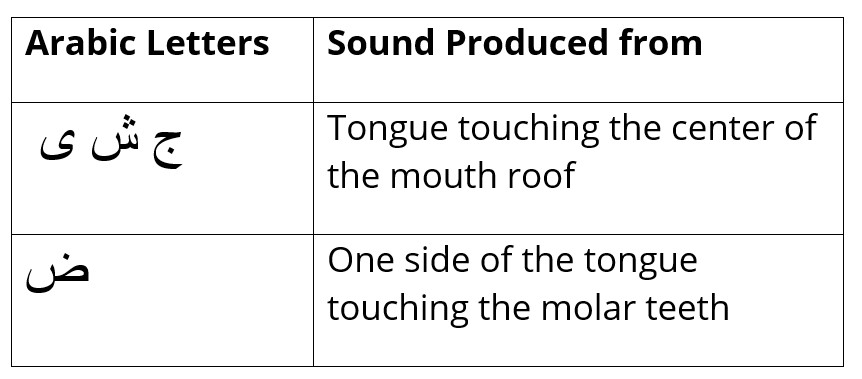 Arabic Letters
Sound Produced from
ج ش ى
Tongue touching the center of
the mouth roof
ض
One side of the tongue
touching the molar teeth